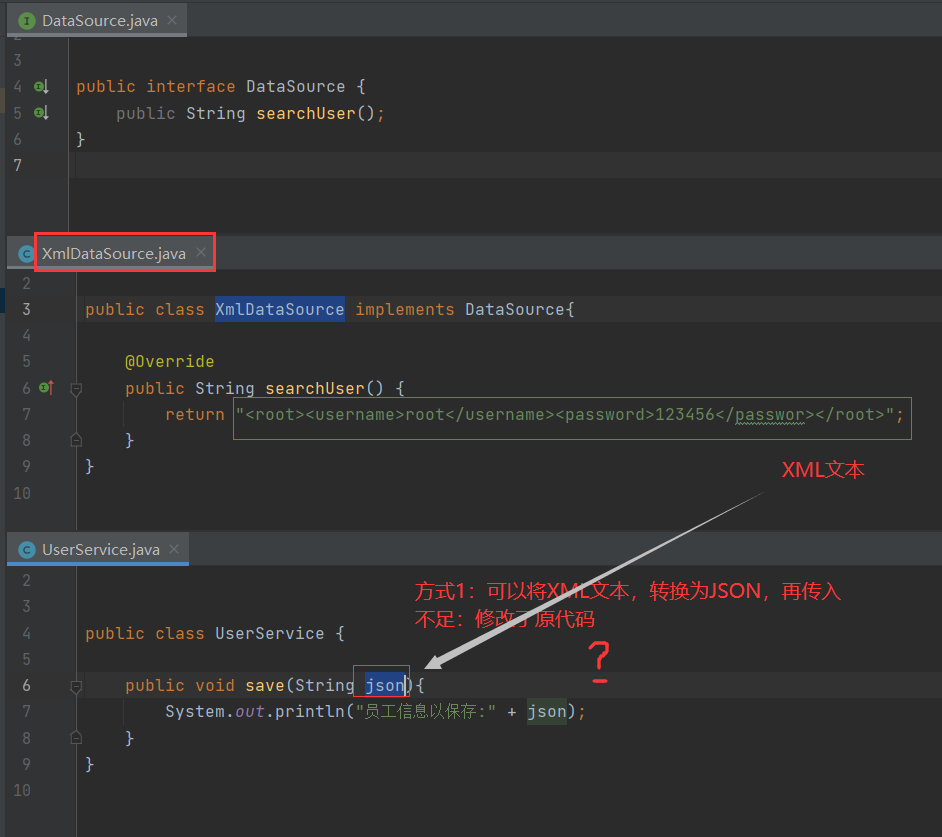 DataSource.java
2
3
4 public interface DataSource {
5 public String searchUser();
6 }
7
XmlDataSource.java
2
3 public class XmlDataSource implements DataSource{
4
5 @Override
6 public String searchUser() {
7 return "<root><username>root</username><password>123456</passwor></root>";
8 }
9 }
10
XML文本
UserService.java
2
3
方式1：可以将XML文本，转换为JSON，再传入
不足：修改了原代码
4 public class UserService {
5
?
6 public void save(String json){
7 System.out.println("员工信息以保存:" + json);
8 }
9 }
10